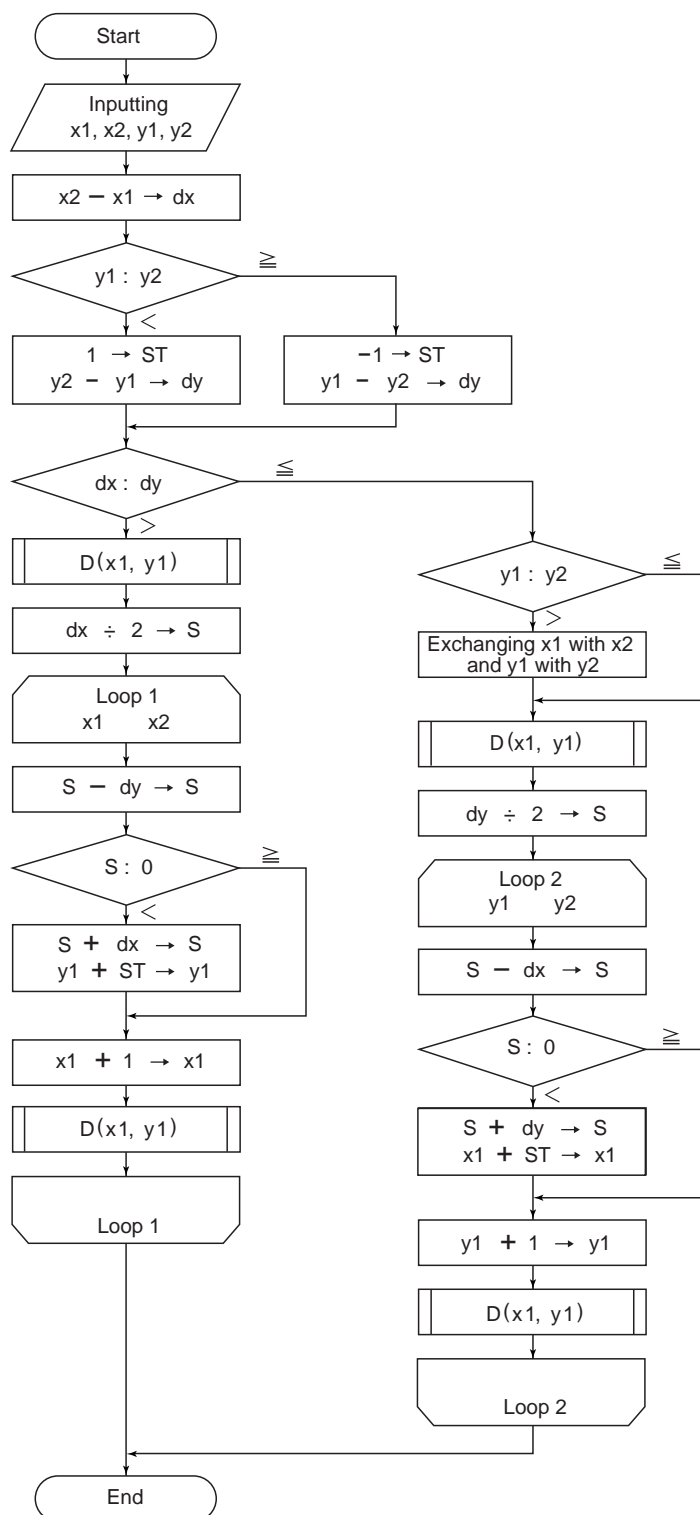 Start
Inputting
x1, x2, y1, y2
x2 − x1 → dx
y1 : y2
≧
<
1 → ST
y2 − y1 → dy
−1 → ST
y1 − y2 → dy
dx : dy
≦
>
D(x1, y1)
dx ÷ 2 → S
Loop 1
x1 x2
S − dy → S
S : 0
≧
<
S + dx → S
y1 + ST → y1
x1 + 1 → x1
D(x1, y1)
Loop 1
y1 : y2
≦
>
Exchanging x1 with x2
and y1 with y2
D(x1, y1)
dy ÷ 2 → S
Loop 2
y1 y2
S − dx → S
S : 0
≧
<
S + dy → S
x1 + ST → x1
y1 + 1 → y1
D(x1, y1)
Loop 2
End